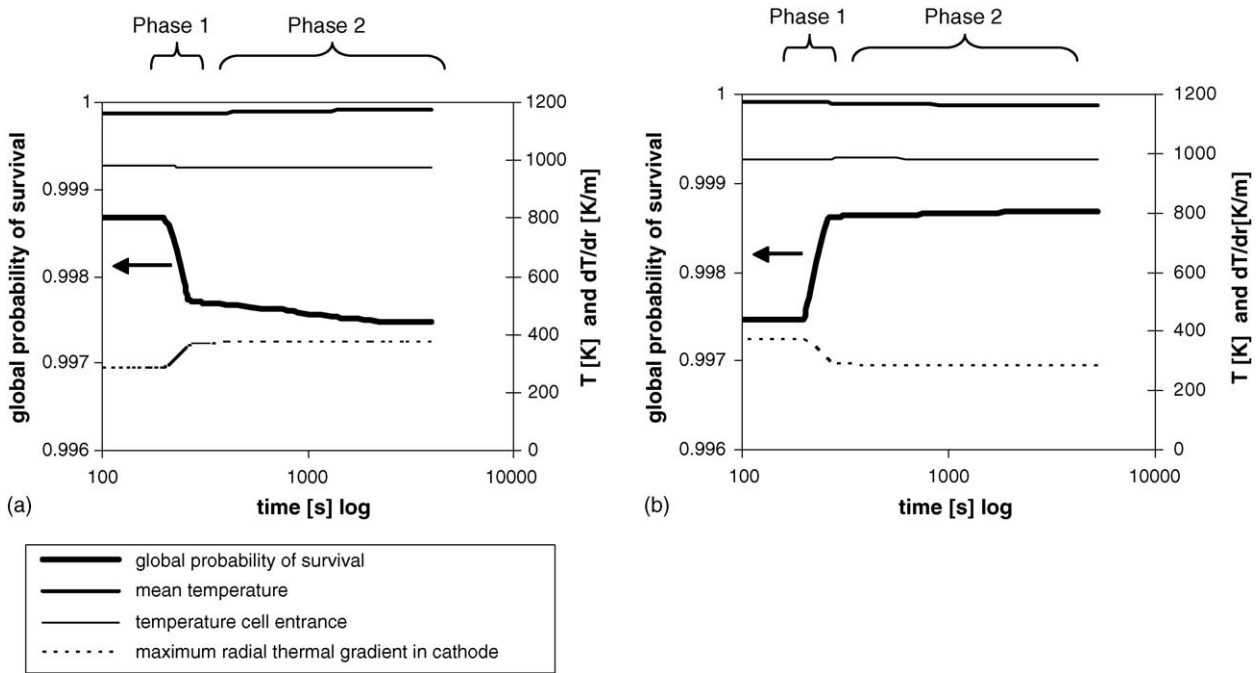 Phase 1
Phase 2
1
0.999
0.998
0.997
0.996
global probability of survival
1200
1000
800
600
400
200
0
T [K] and dT/dr [K/m]
100
1000
10000
time [s] log
(a)
Phase 1
Phase 2
1
0.999
0.998
0.997
0.996
global probability of survival
1200
1000
800
600
400
200
0
T [K] and dT/dr[K/m]
100
1000
10000
time [s] log
(b)
global probability of survival
mean temperature
temperature cell entrance
maximum radial thermal gradient in cathode